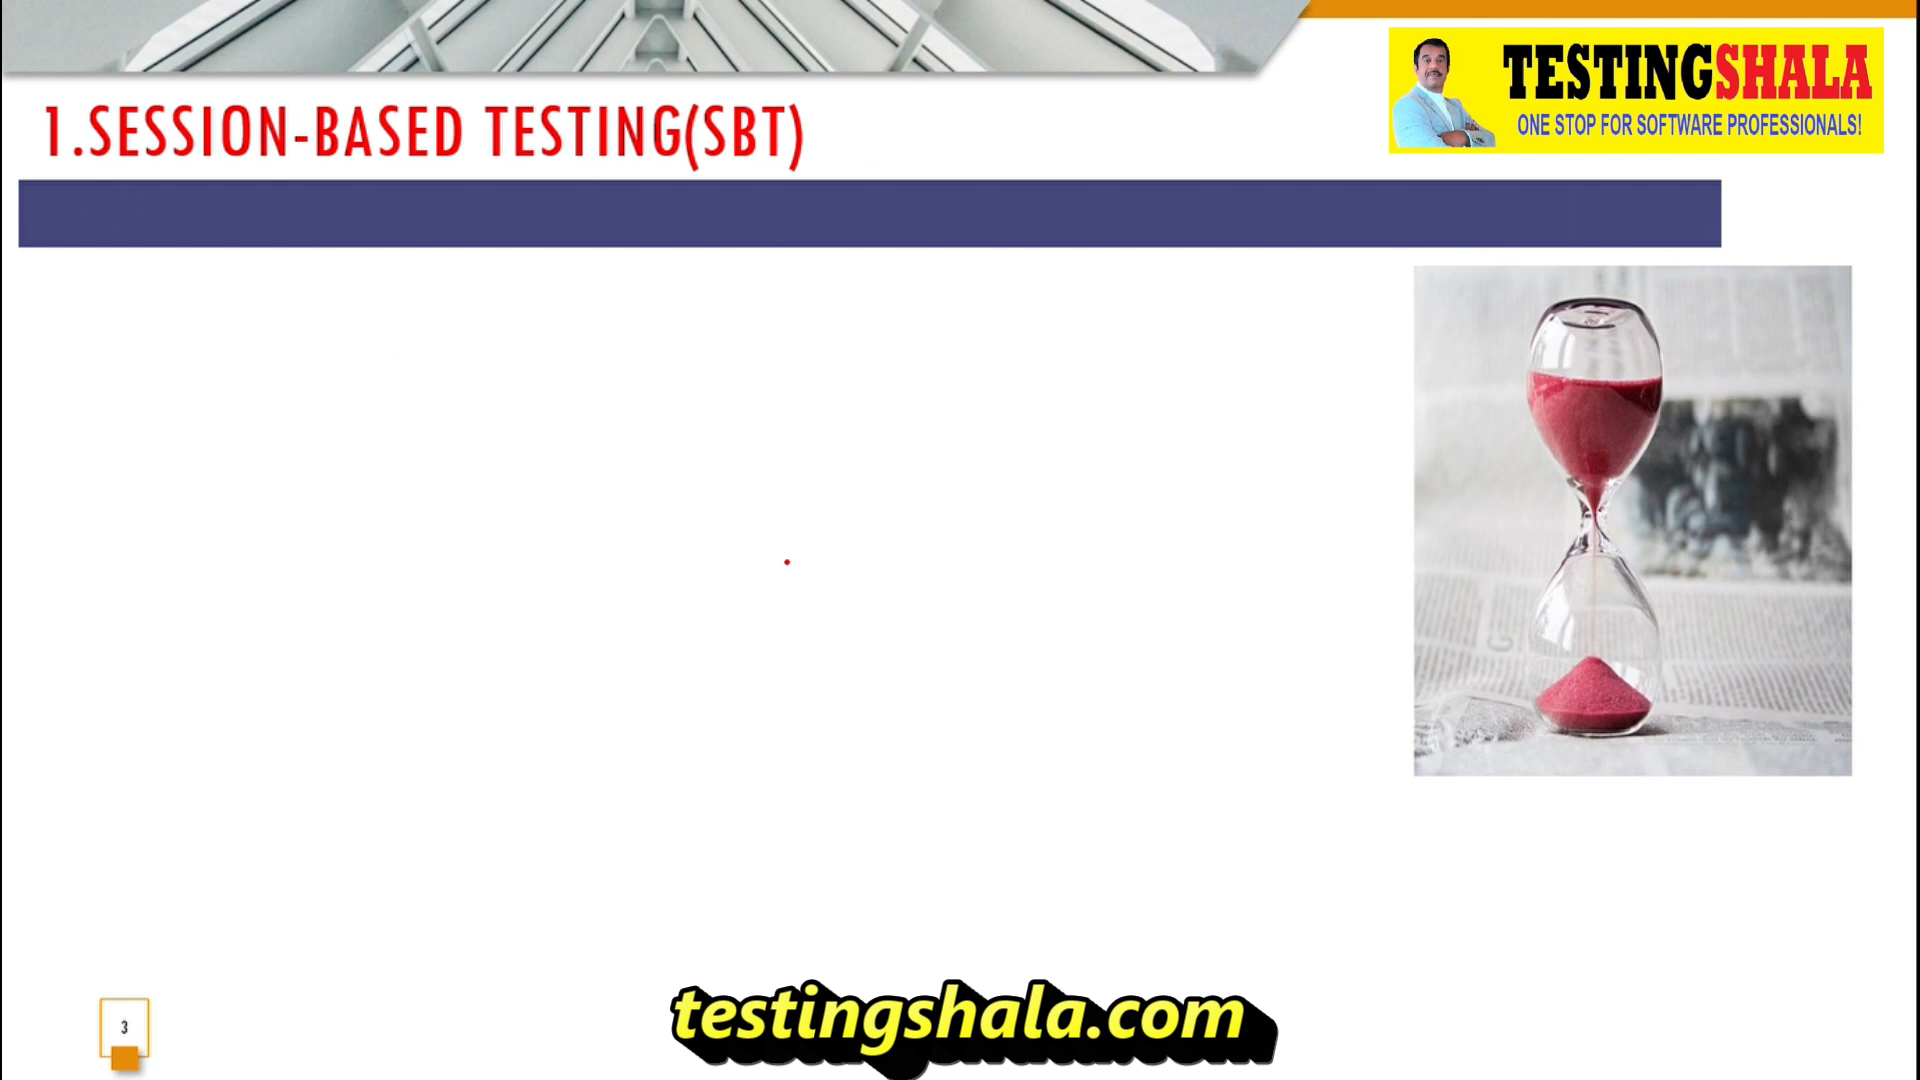 TESTINGSHALA
ONE STOP FOR SOFTWARE PROFESSIONALS!
1.SESSION-BASED TESTING(SBT)
3
testingshala.com